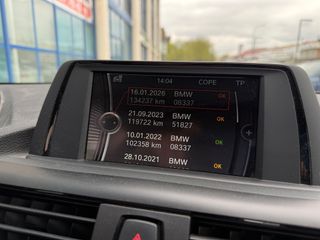 14:04 COPE TP
16.01.2026 BMW OK
134237 km 08337
21.09.2023 BMW OK
119722 km 51827
10.01.2022 BMW OK
102358 km 08337
28.10.2021 BMW
OK